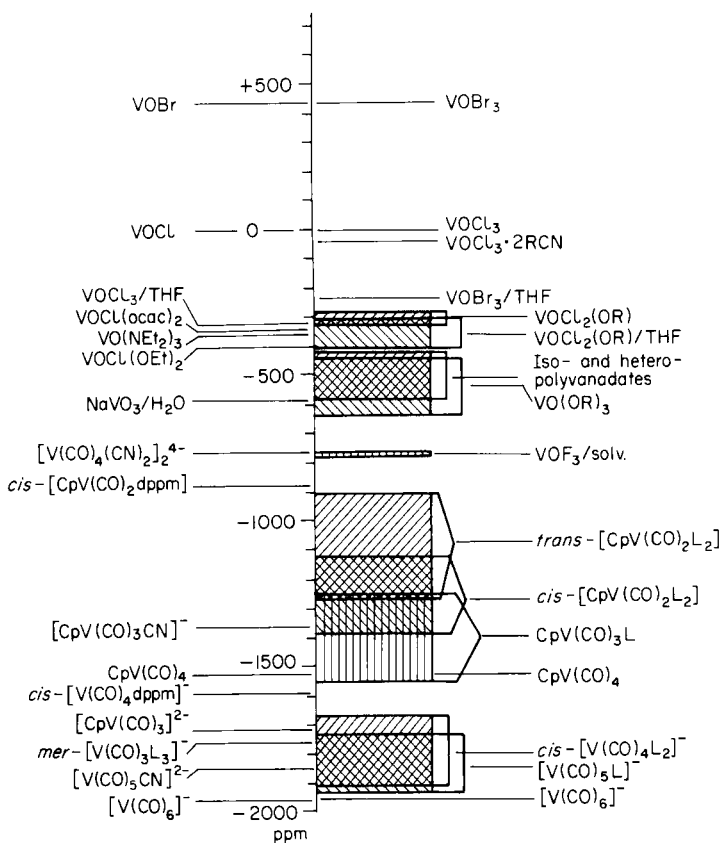 +500
VOBr
VOBr₃
VOCl
0
VOCl₃
VOCl₃·2RCN
VOCl₃/THF
VOBr₃/THF
VOCl(ocac)₂
VOCl₂(OR)
VO(NEt₂)₃
VOCl₂(OR)/THF
VOCl(OEt)₂
Iso- and hetero-
polyvanadates
-500
NaVO₃/H₂O
VO(OR)₃
[V(CO)₄(CN)₂]₂⁴⁻
VOF₃/solv.
cis-[CpV(CO)₂dppm]
-1000
trans-[CpV(CO)₂L₂]
cis-[CpV(CO)₂L₂]
[CpV(CO)₃CN]⁻
CpV(CO)₃L
-1500
CpV(CO)₄
CpV(CO)₄
cis-[V(CO)₄dppm]⁻
[CpV(CO)₃]²⁻
mer-[V(CO)₃L₃]⁻
cis-[V(CO)₄L₂]⁻
[V(CO)₅CN]²⁻
[V(CO)₅L]⁻
[V(CO)₆]⁻
[V(CO)₆]⁻
-2000
ppm